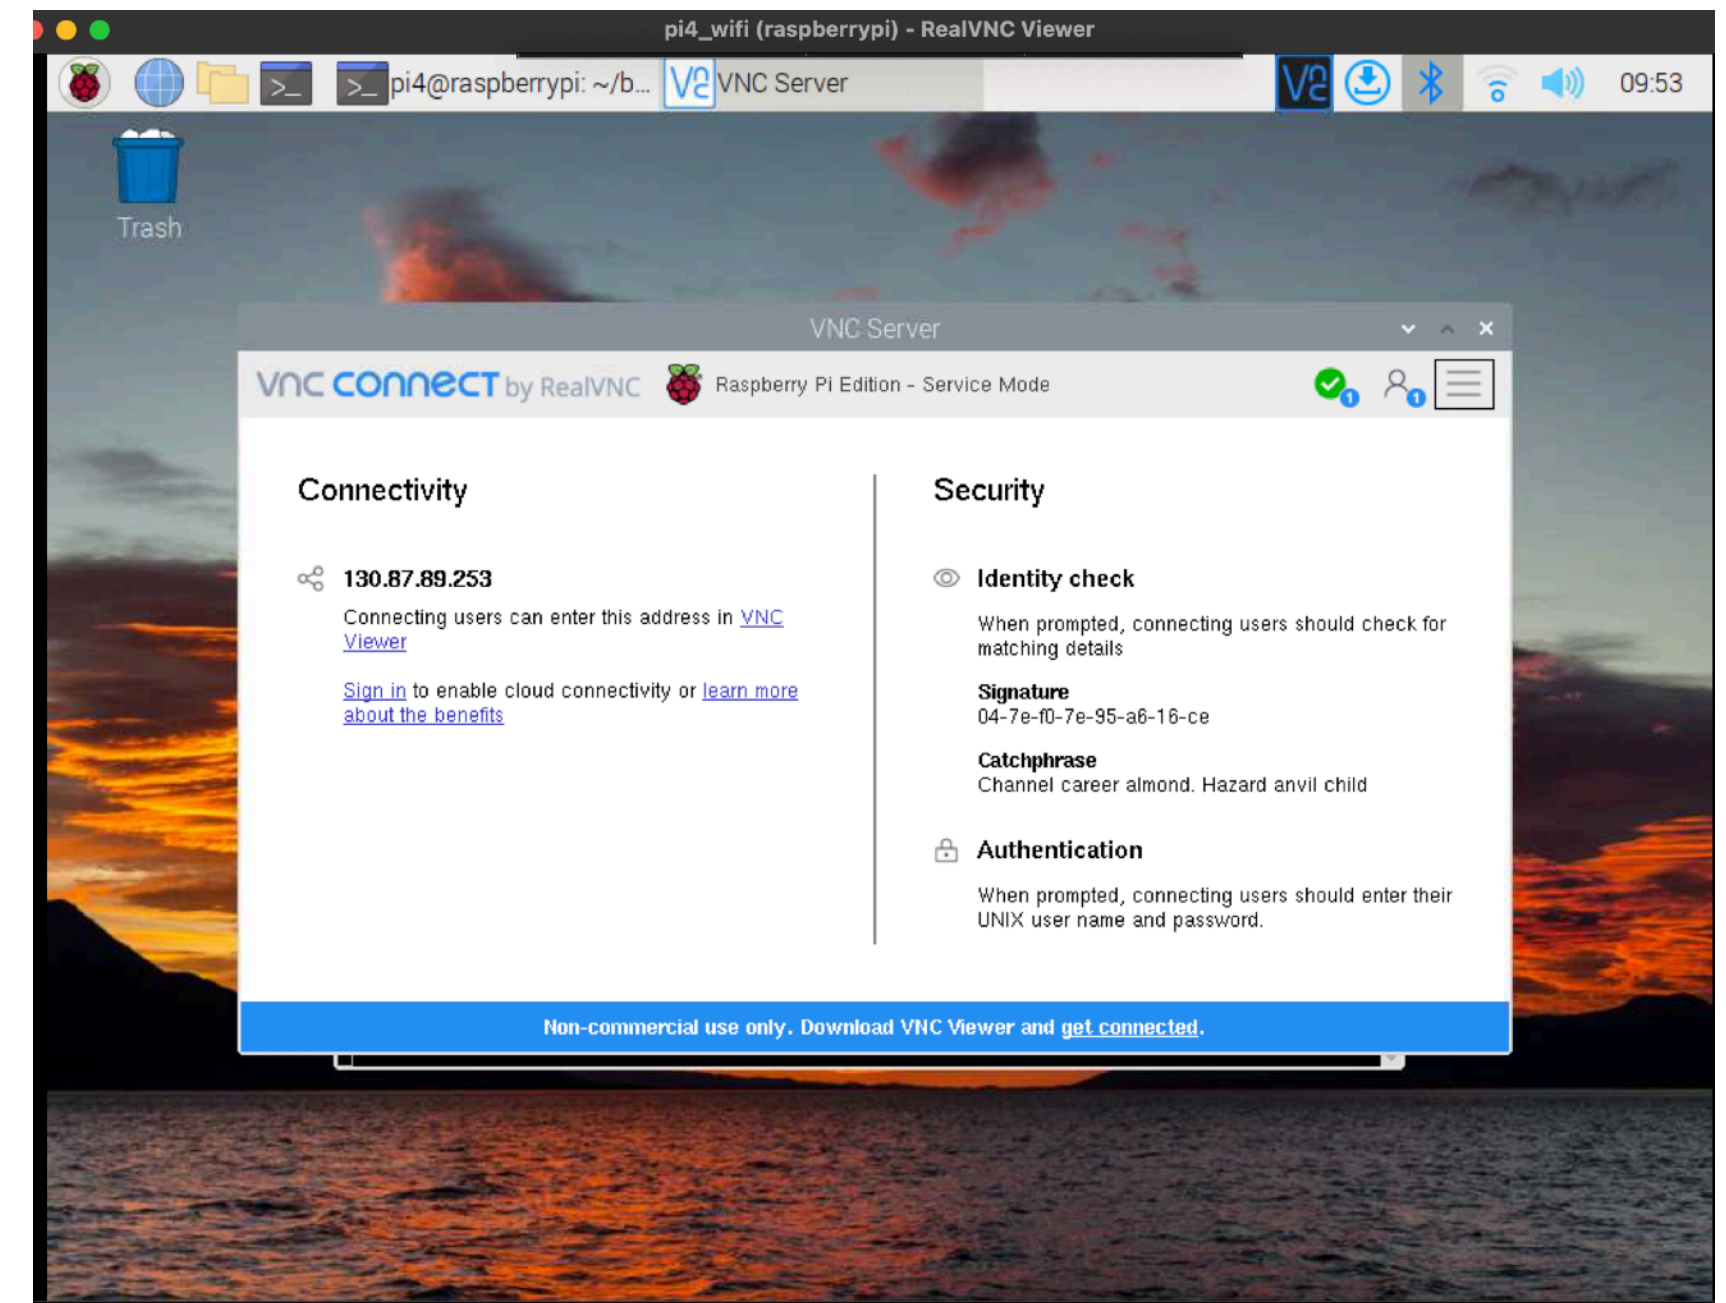 pi4_wifi (raspberrypi) - RealVNC Viewer
pi4@raspberrypi: ~/b...
VNC Server
09:53
Trash
VNC Server
vnc connect by RealVNC
Raspberry Pi Edition - Service Mode
1
1
Connectivity
130.87.89.253
Connecting users can enter this address in VNC
Viewer
Sign in to enable cloud connectivity or learn more
about the benefits
Security
Identity check
When prompted, connecting users should check for
matching details
Signature
04-7e-f0-7e-95-a6-16-ce
Catchphrase
Channel career almond. Hazard anvil child
Authentication
When prompted, connecting users should enter their
UNIX user name and password.
Non-commercial use only. Download VNC Viewer and get connected.